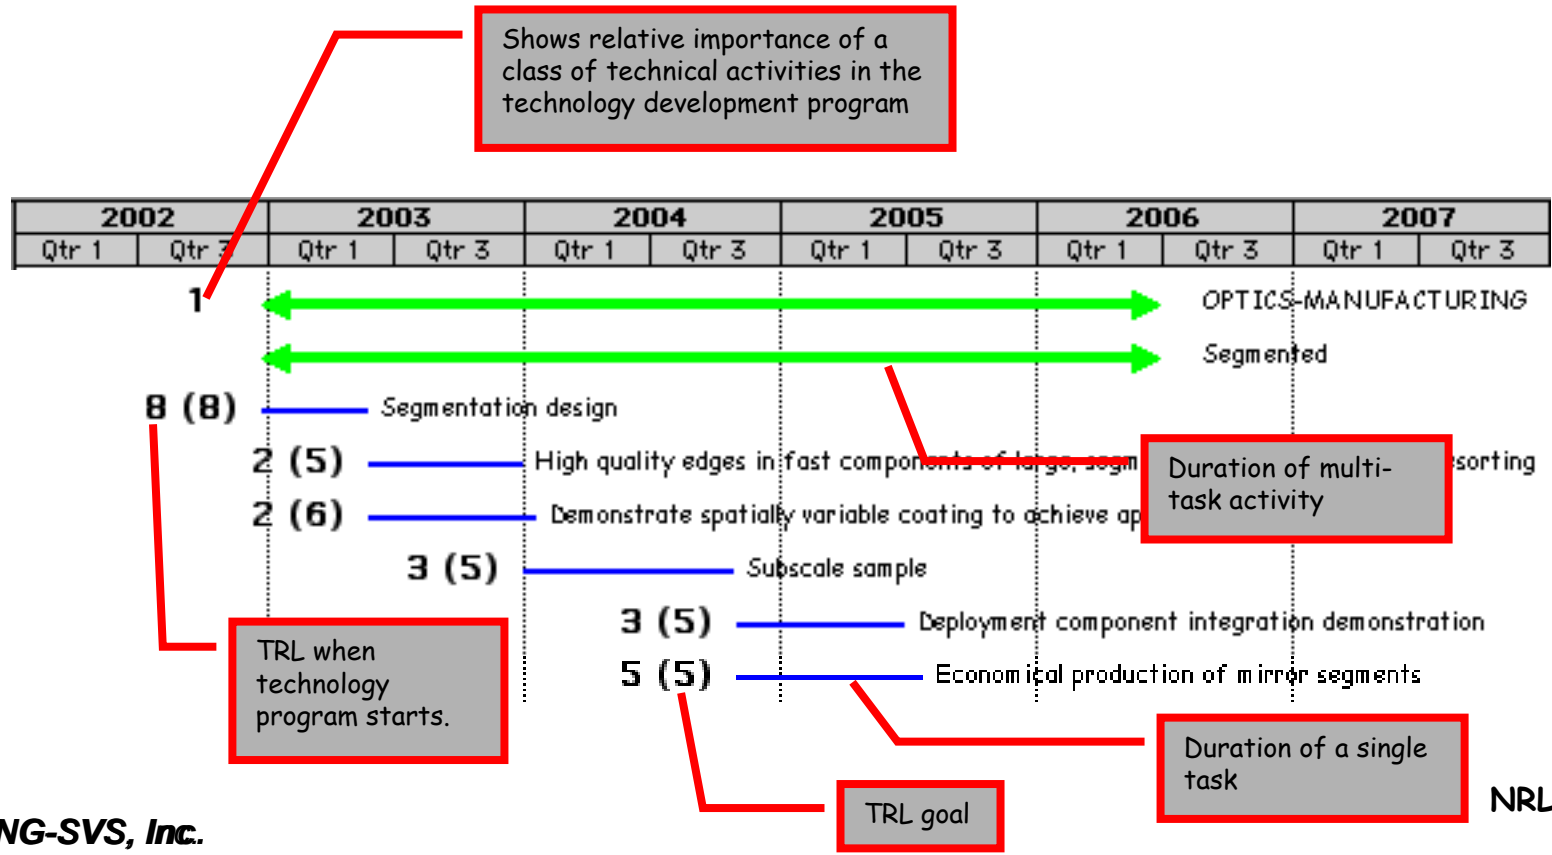 Shows relative importance of a
class of technical activities in the
technology development program
2002 2003 2004 2005 2006 2007
Qtr 1 Qtr 3 Qtr 1 Qtr 3 Qtr 1 Qtr 3 Qtr 1 Qtr 3 Qtr 1 Qtr 3 Qtr 1 Qtr 3
1 OPTICS-MANUFACTURING
Segmented
8 (8) Segmentation design
2 (5) High quality edges in fast components of large, segm esorting
Duration of multi-
task activity
2 (6) Demonstrate spatially variable coating to achieve ap
3 (5) Subscale sample
3 (5) Deployment component integration demonstration
5 (5) Economical production of mirror segments
TRL when
technology
program starts.
Duration of a single
task
TRL goal
NRL
NG-SVS, Inc.